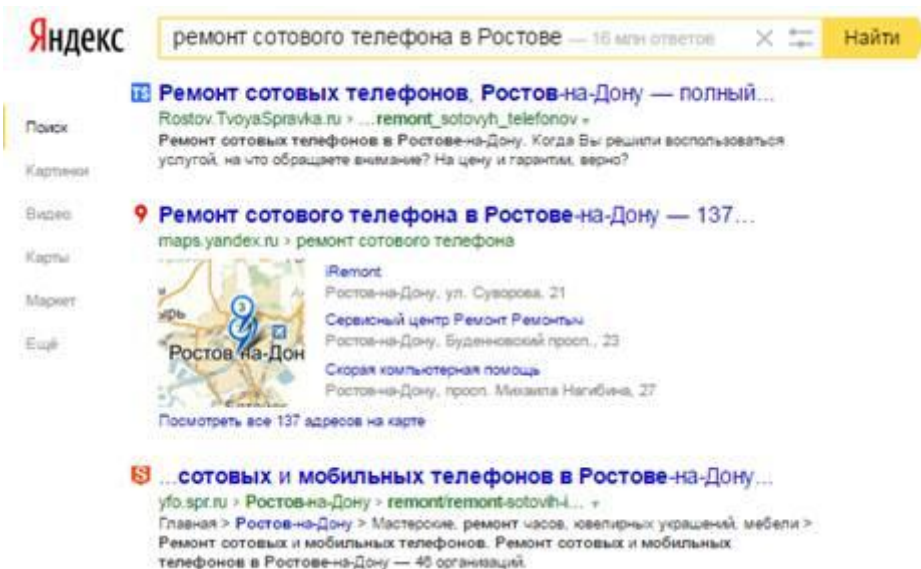 Яндекс
ремонт сотового телефона в Ростове — 16 млн ответов
Найти
Поиск
Картинки
Видео
Карты
Маркет
Ещё
Ремонт сотовых телефонов, Ростов-на-Дону — полный...
Rostov.TvoyaSpravka.ru › ...remont_sotovyh_telefonov
Ремонт сотовых телефонов в Ростове-на-Дону. Когда Вы решили воспользоваться
услугой, на что обращаете внимание? На цену и гарантии, верно?
Ремонт сотового телефона в Ростове-на-Дону — 137...
maps.yandex.ru › ремонт сотового телефона
3
Ростов-на-Дон
iRemont
Ростов-на-Дону, ул. Суворова, 21
Сервисный центр Ремонт Ремонтыч
Ростов-на-Дону, Буденновский просп., 23
Скорая компьютерная помощь
Ростов-на-Дону, просп. Михаила Нагибина, 27
Посмотреть все 137 адресов на карте
...сотовых и мобильных телефонов в Ростове-на-Дону...
yfo.spr.ru › Ростов-на-Дону › remont/remont-sotovih-i...
Главная > Ростов-на-Дону > Мастерские, ремонт часов, ювелирных украшений, мебели >
Ремонт сотовых и мобильных телефонов. Ремонт сотовых и мобильных
телефонов в Ростове-на-Дону — 46 организаций.